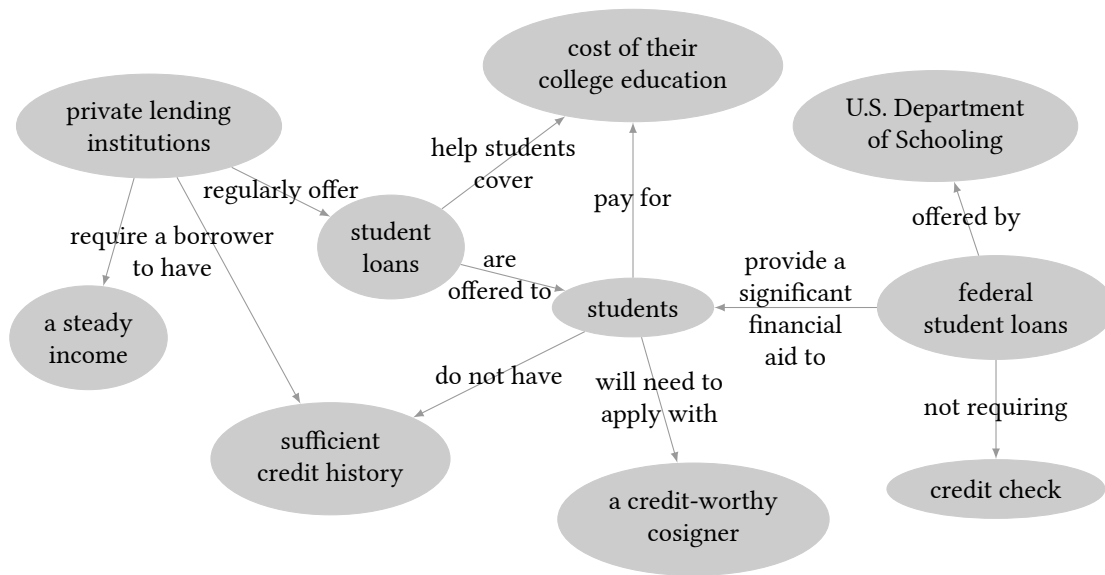 cost of their
college education
private lending
institutions
U.S. Department
of Schooling
help students
cover
regularly offer
pay for
offered by
require a borrower
to have
student
loans
are
offered to
provide a
significant
financial
aid to
students
federal
student loans
a steady
income
do not have
will need to
apply with
not requiring
sufficient
credit history
a credit-worthy
cosigner
credit check